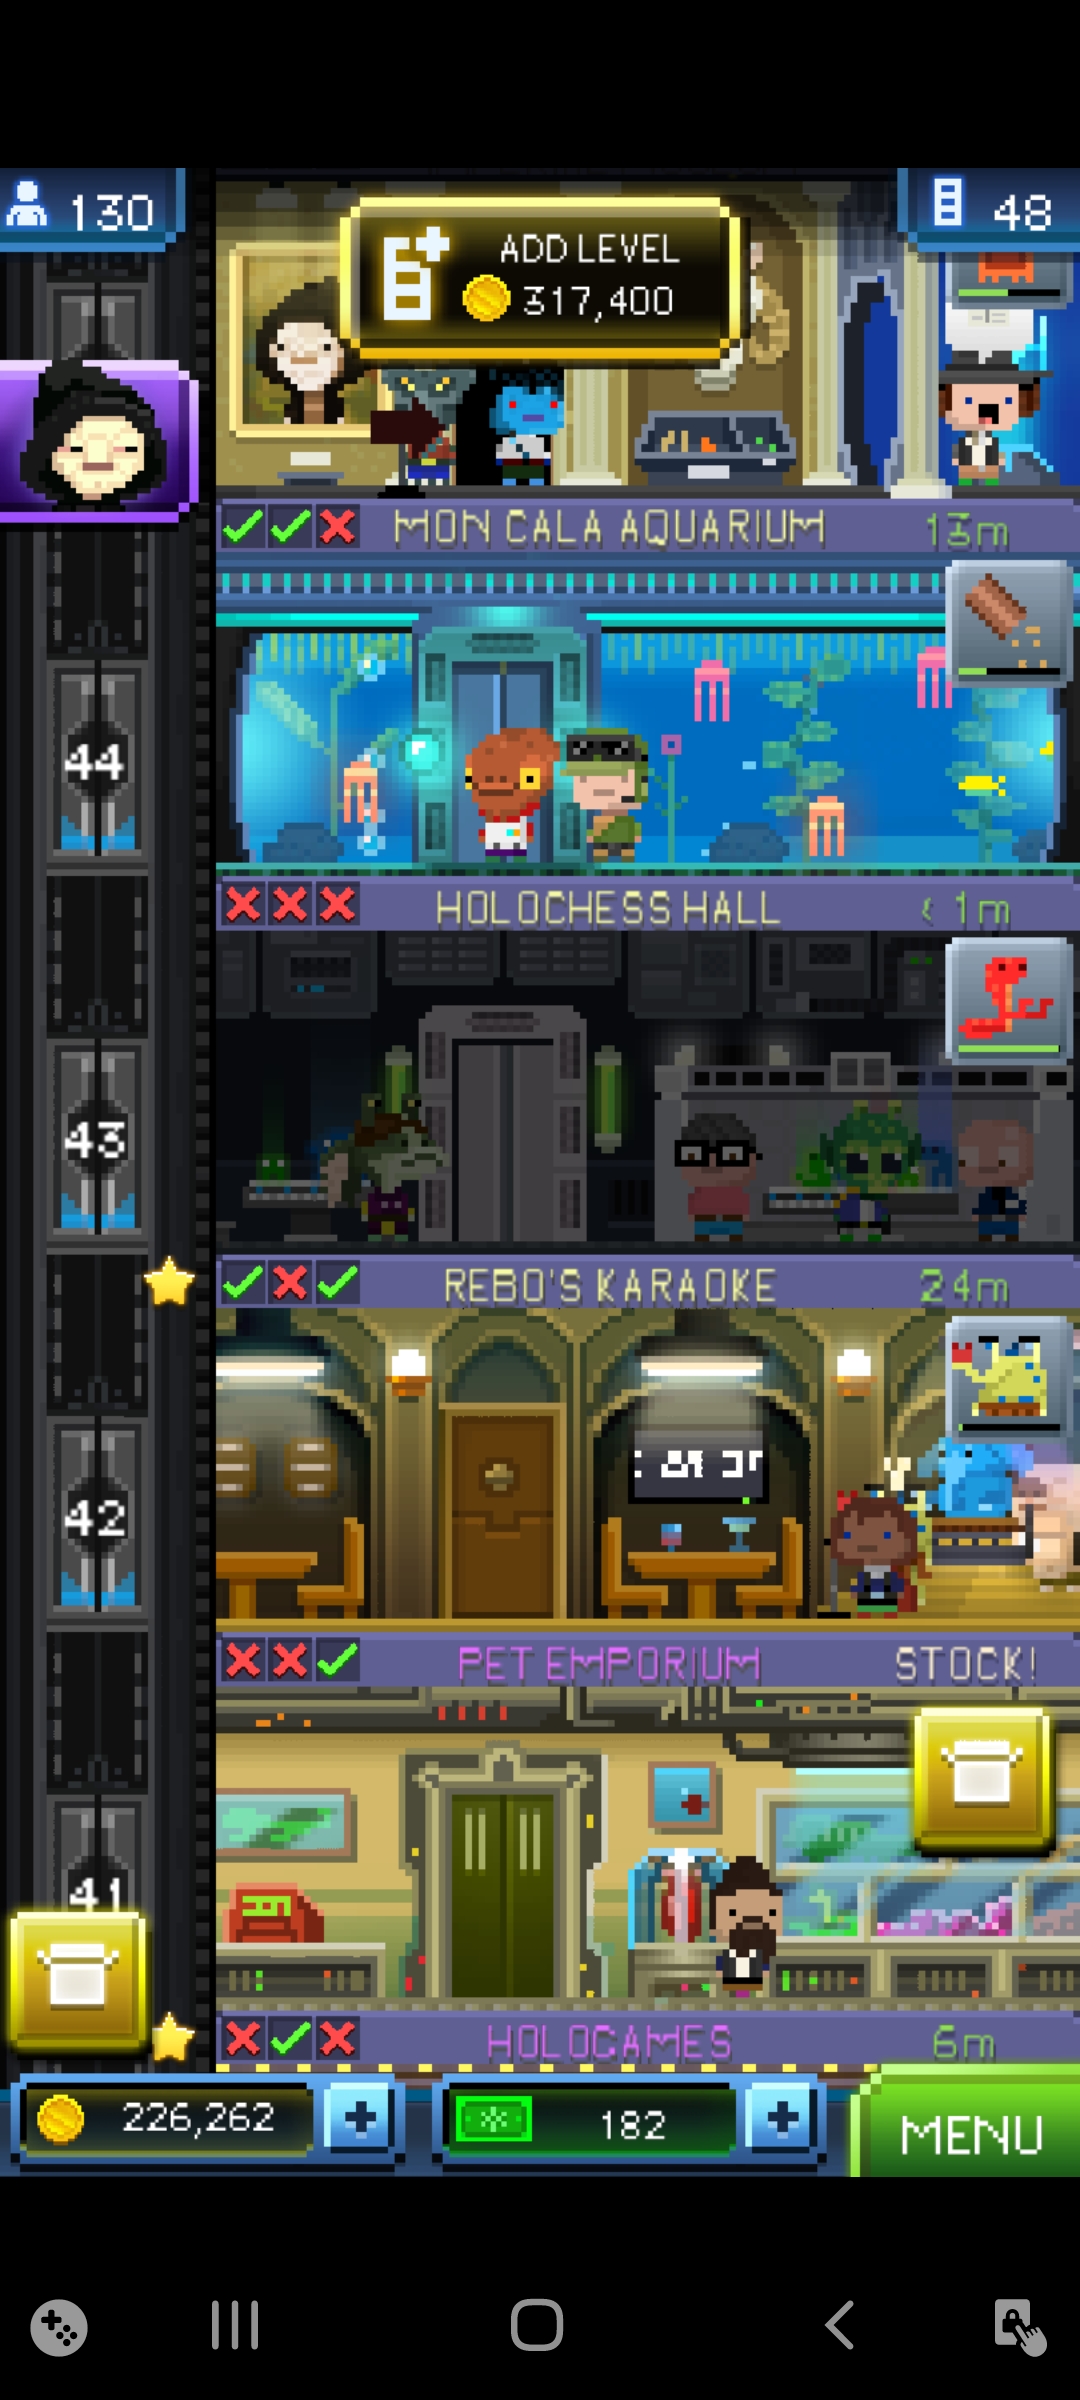 130
48
ADD LEVEL
317,400
MON CALA AQUARIUM 13m
44
HOLOCHESS HALL < 1m
43
REBO'S KARAOKE 24m
42
PET EMPORIUM STOCK!
41
HOLOGAMES 6m
226,262 + 182 + MENU